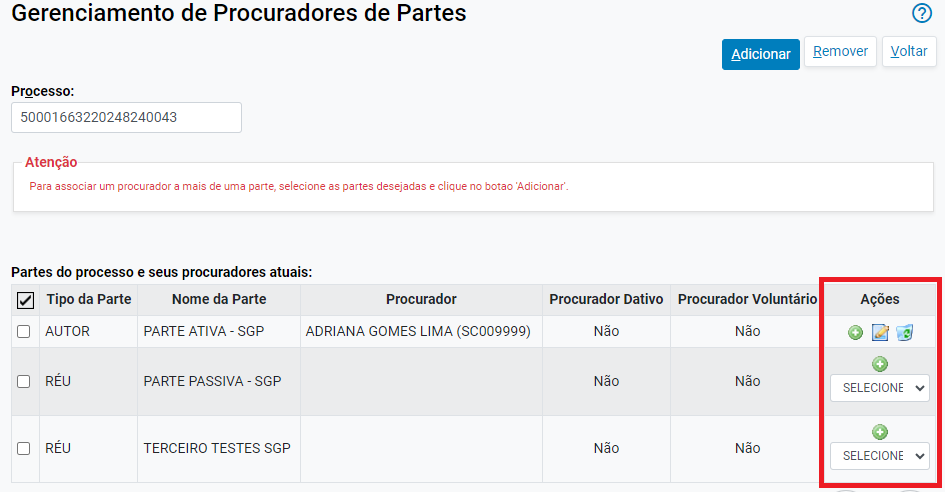 Gerenciamento de Procuradores de Partes
?
Adicionar Remover Voltar
Processo:
50001663220248240043
Atenção
Para associar um procurador a mais de uma parte, selecione as partes desejadas e clique no botao 'Adicionar'.
Partes do processo e seus procuradores atuais:
Tipo da Parte Nome da Parte Procurador Procurador Dativo Procurador Voluntário Ações
AUTOR PARTE ATIVA - SGP ADRIANA GOMES LIMA (SC009999) Não Não
RÉU PARTE PASSIVA - SGP Não Não SELECIONE
RÉU TERCEIRO TESTES SGP Não Não SELECIONE